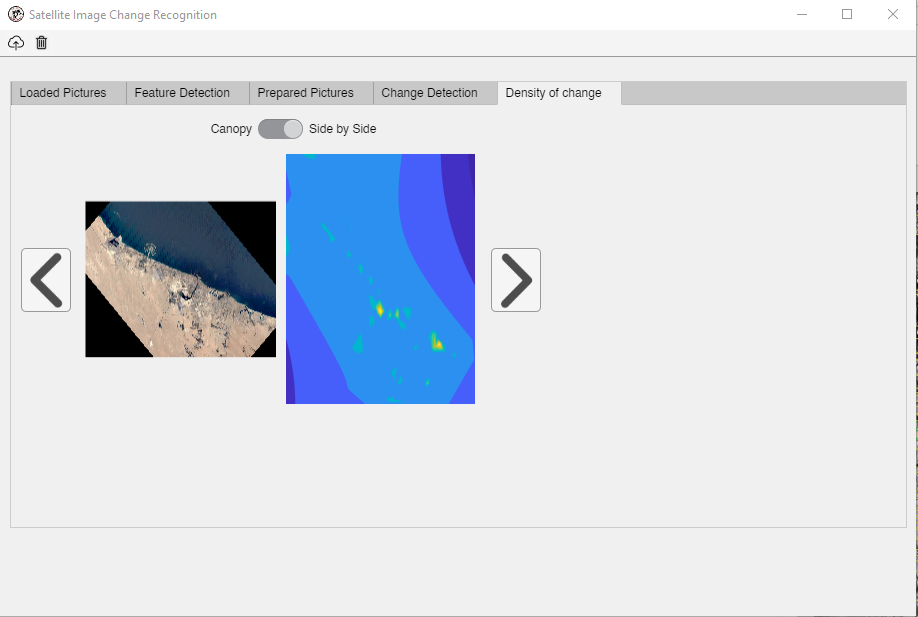 Satellite Image Change Recognition
Loaded Pictures Feature Detection Prepared Pictures Change Detection Density of change
Canopy Side by Side